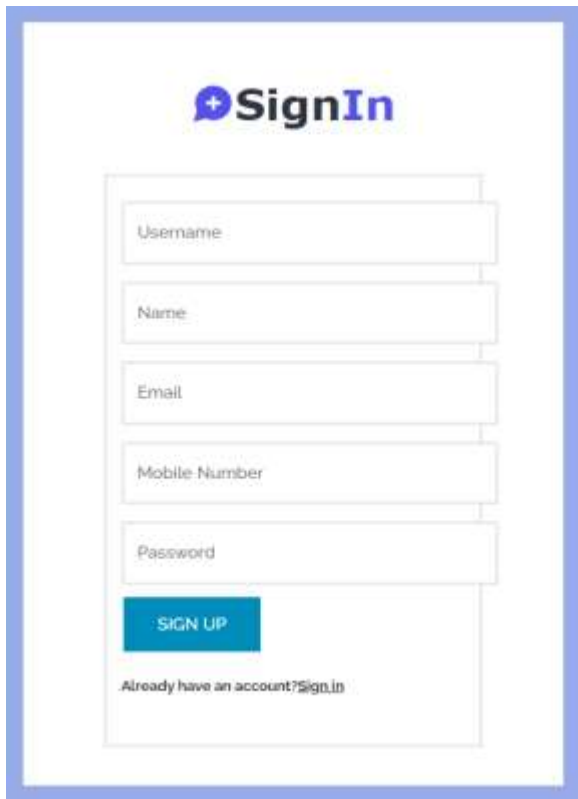 SignIn
Username
Name
Email
Mobile Number
Password
SIGN UP
Already have an account?Sign in